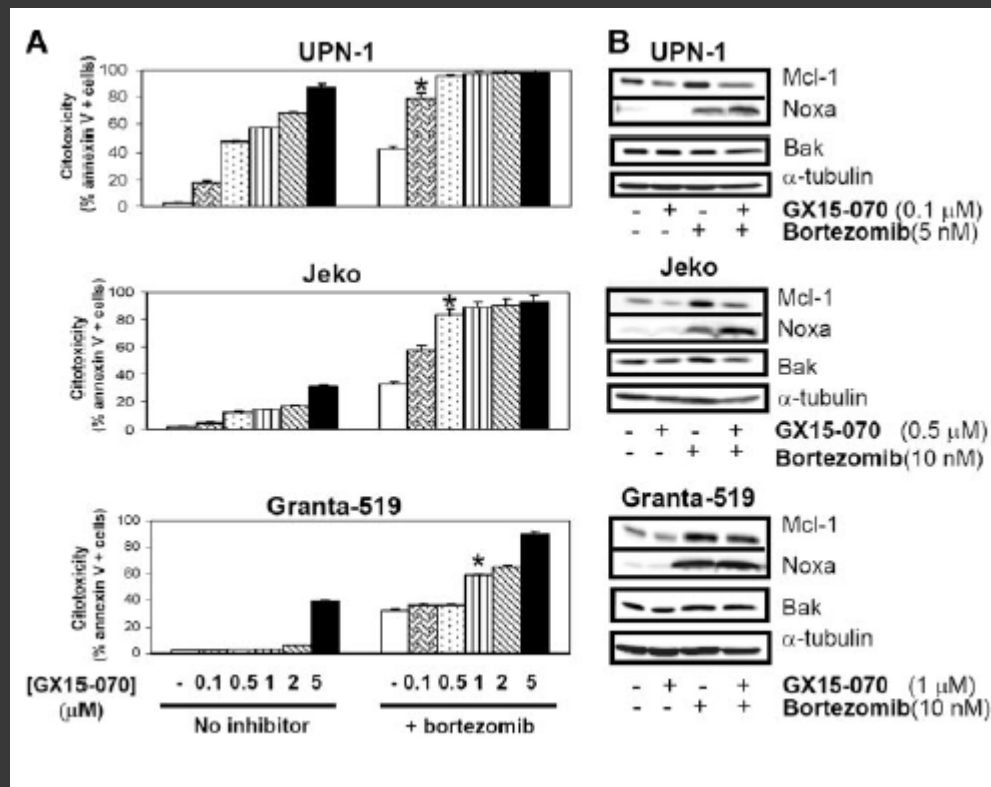 A
UPN-1
Citotoxicity
(% annexin V + cells)
100
80
60
40
20
0
*
Jeko
Citotoxicity
(% annexin V + cells)
100
80
60
40
20
0
*
Granta-519
Citotoxicity
(% annexin V + cells)
100
80
60
40
20
0
*
[GX15-070] - 0.1 0.5 1 2 5 - 0.1 0.5 1 2 5
(μM)
No inhibitor + bortezomib
B
UPN-1
Mcl-1
Noxa
Bak
α-tubulin
- + - + GX15-070 (0.1 μM)
- - + + Bortezomib(5 nM)
Jeko
Mcl-1
Noxa
Bak
α-tubulin
- + - + GX15-070 (0.5 μM)
- - + + Bortezomib(10 nM)
Granta-519
Mcl-1
Noxa
Bak
α-tubulin
- + - + GX15-070 (1 μM)
- - + + Bortezomib(10 nM)